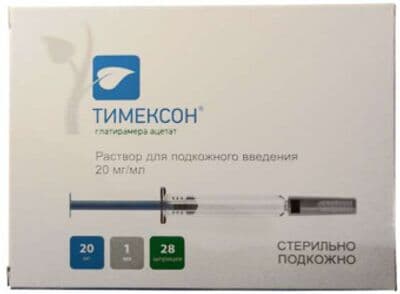 ТИМЕКСОН®
глатирамера ацетат
Раствор для подкожного введения
20 мг/мл
20 мг
1 мл
28 шприцев
СТЕРИЛЬНО
ПОДКОЖНО